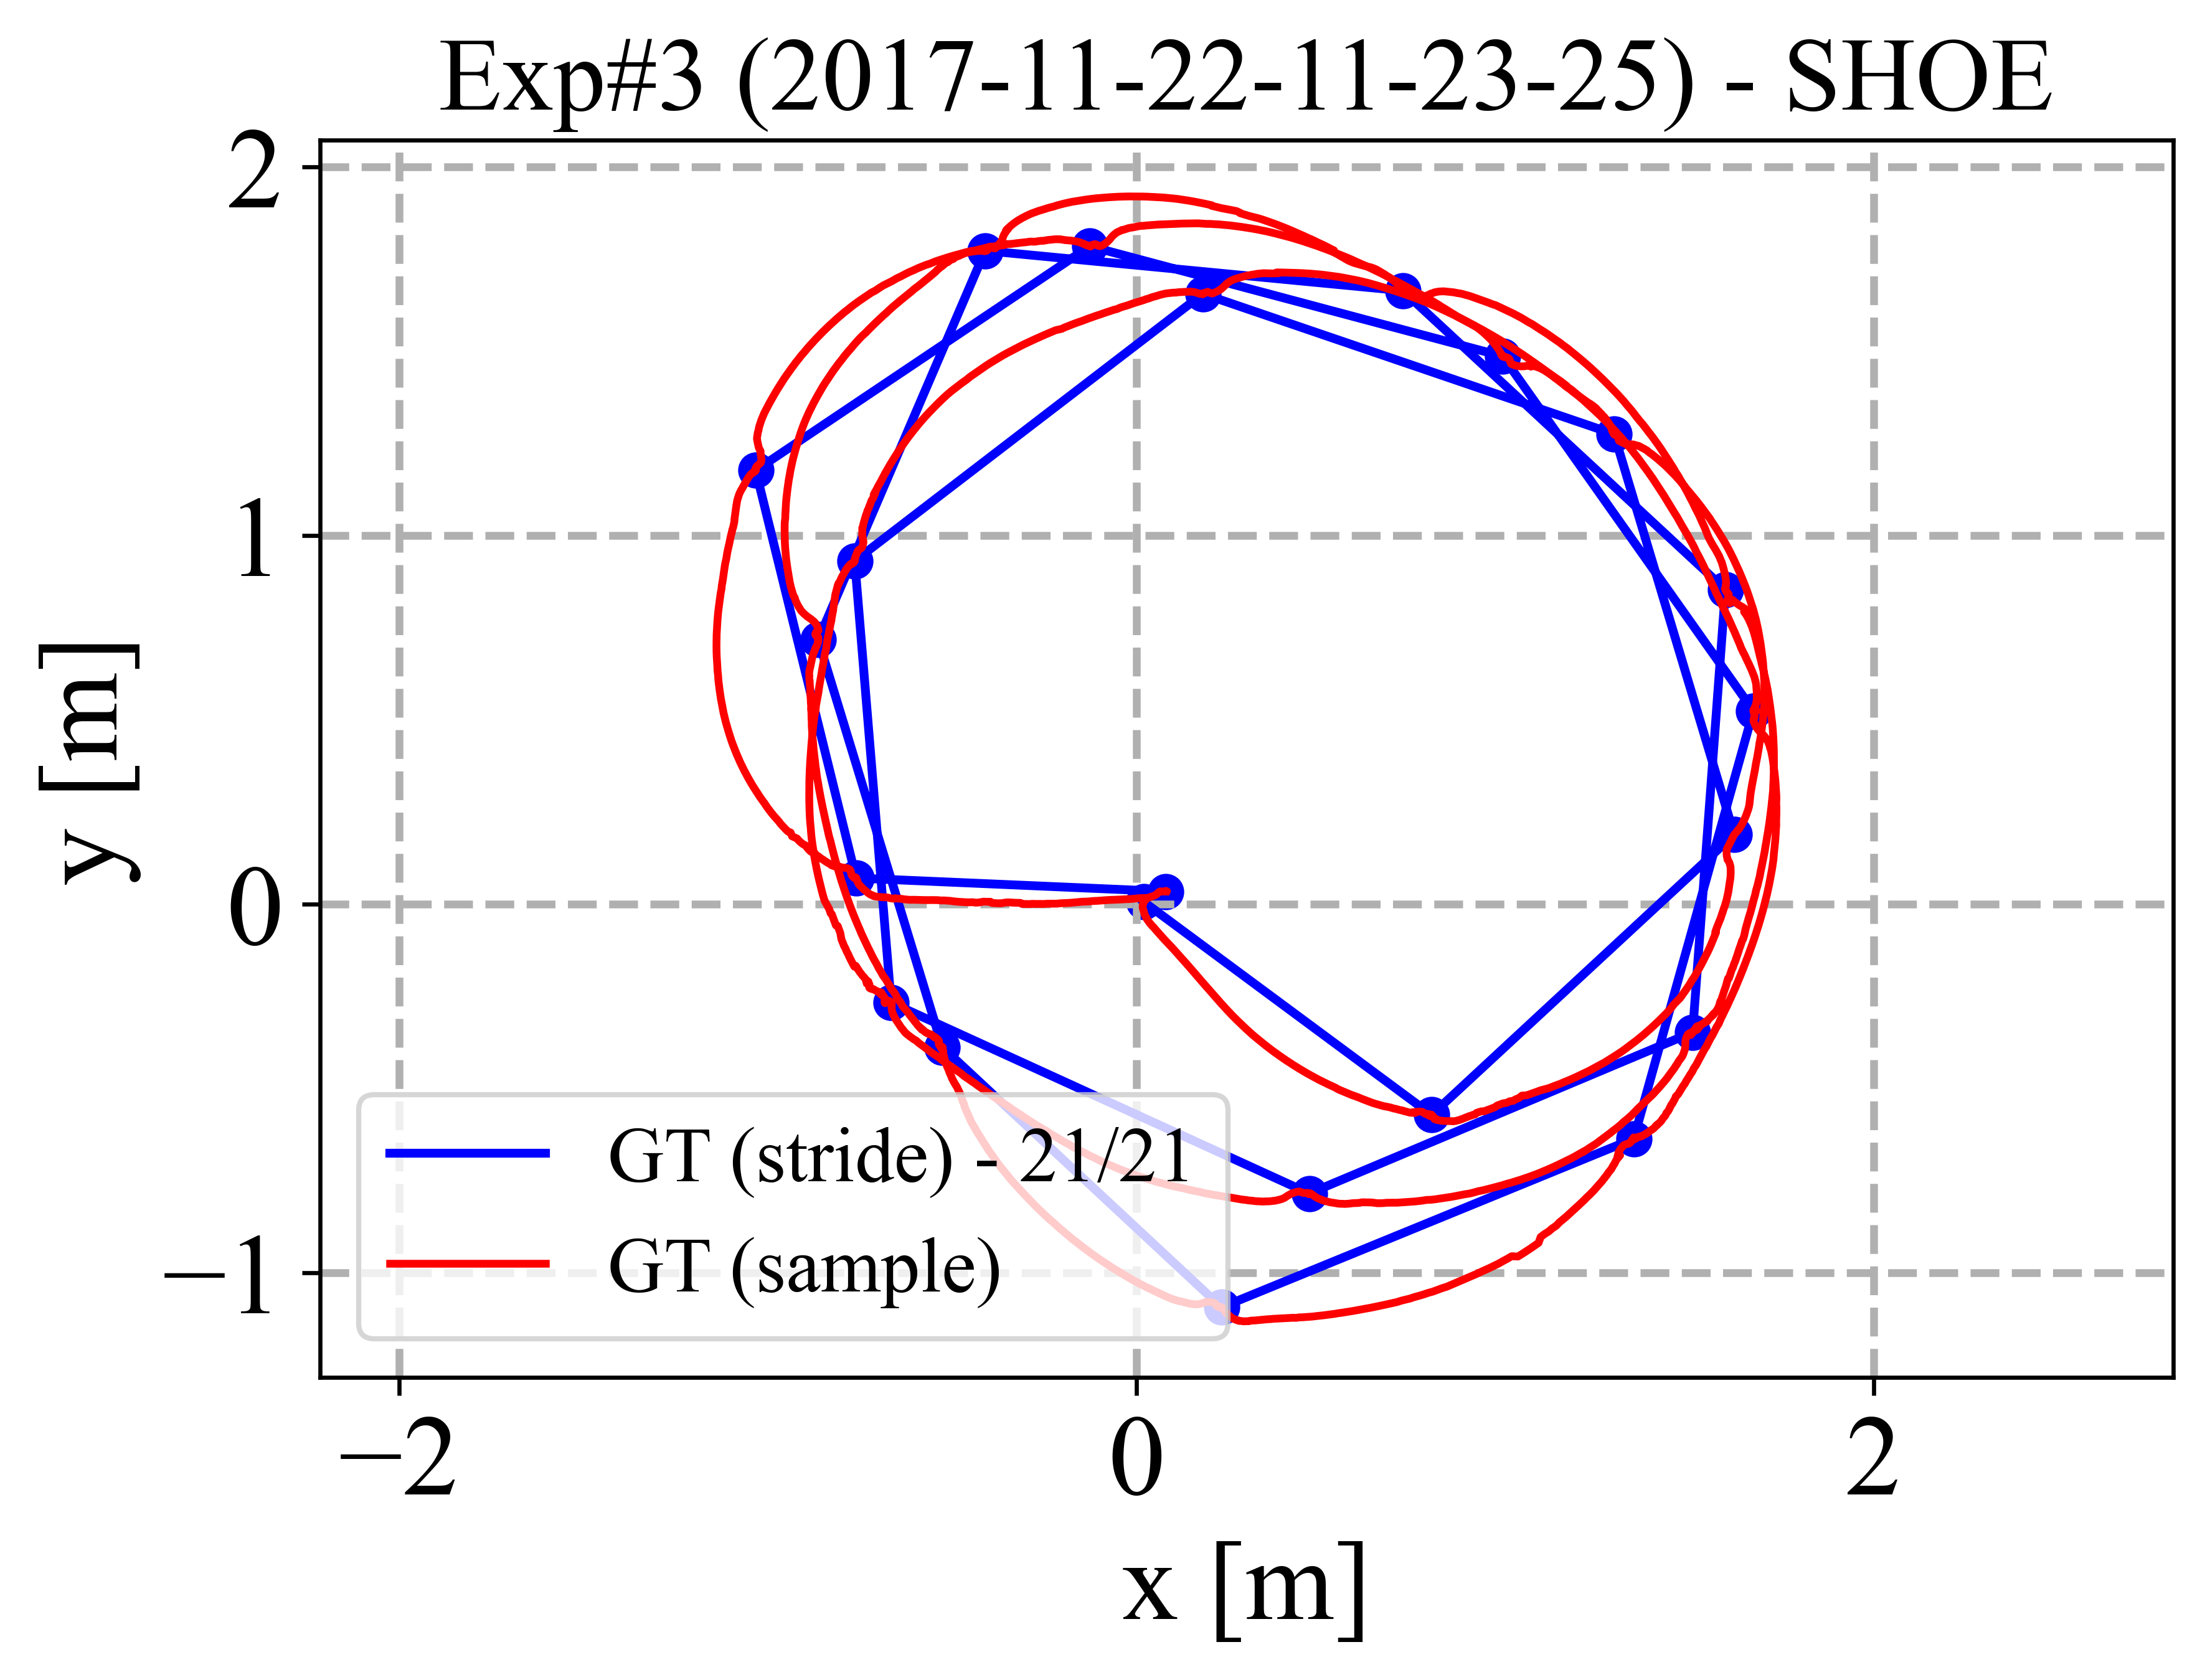 Exp#3 (2017-11-22-11-23-25) - SHOE
2
1
0
−1
y [m]
GT (stride) - 21/21
GT (sample)
−2
0
2
x [m]